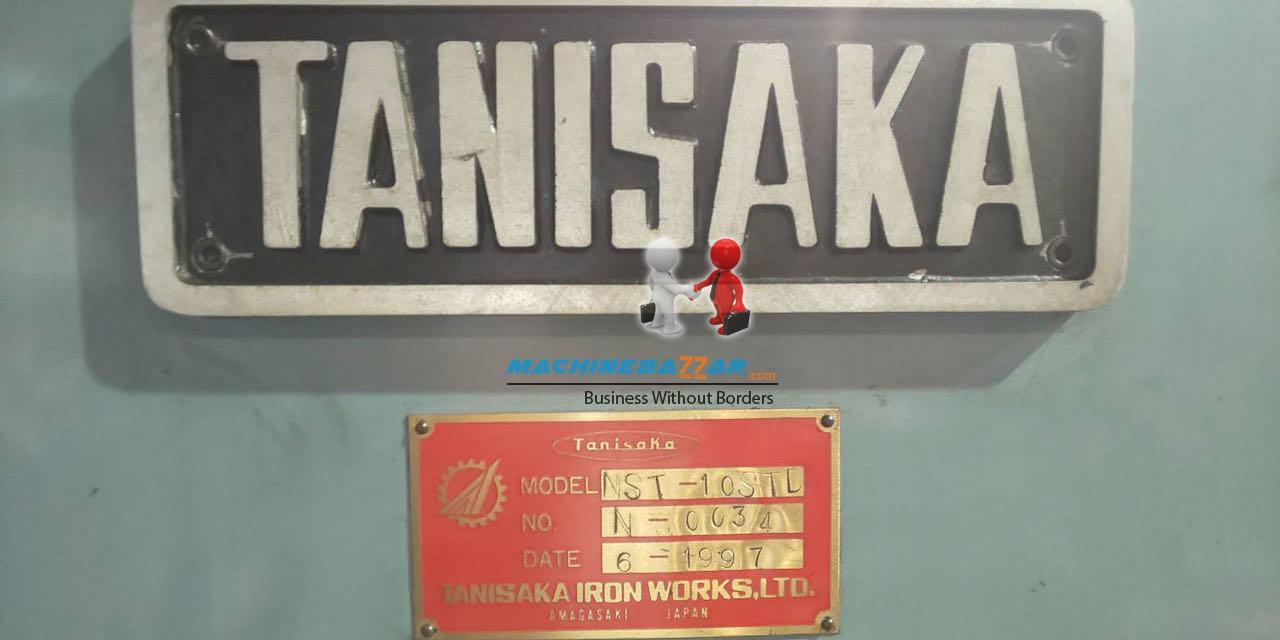 TANISAKA
MACHINEBAZZAR.com
Business Without Borders
Tanisaka
MODEL NST-10STD
NO. N-0034
DATE 6-1997
TANISAKA IRON WORKS,LTD.
AMAGASAKI JAPAN